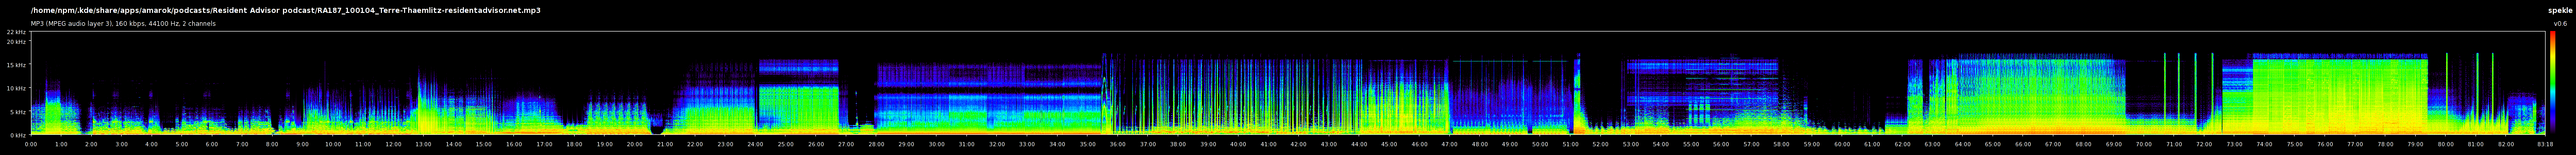 /home/npm/.kde/share/apps/amarok/podcasts/Resident Advisor podcast/RA187_100104_Terre-Thaemlitz-residentadvisor.net.mp3
spekle
MP3 (MPEG audio layer 3), 160 kbps, 44100 Hz, 2 channels
v0.6
22 kHz
20 kHz
15 kHz
10 kHz
5 kHz
0 kHz
0:00 1:00 2:00 3:00 4:00 5:00 6:00 7:00 8:00 9:00 10:00 11:00 12:00 13:00 14:00 15:00 16:00 17:00 18:00 19:00 20:00 21:00 22:00 23:00 24:00 25:00 26:00 27:00 28:00 29:00 30:00 31:00 32:00 33:00 34:00 35:00 36:00 37:00 38:00 39:00 40:00 41:00 42:00 43:00 44:00 45:00 46:00 47:00 48:00 49:00 50:00 51:00 52:00 53:00 54:00 55:00 56:00 57:00 58:00 59:00 60:00 61:00 62:00 63:00 64:00 65:00 66:00 67:00 68:00 69:00 70:00 71:00 72:00 73:00 74:00 75:00 76:00 77:00 78:00 79:00 80:00 81:00 82:00 83:18